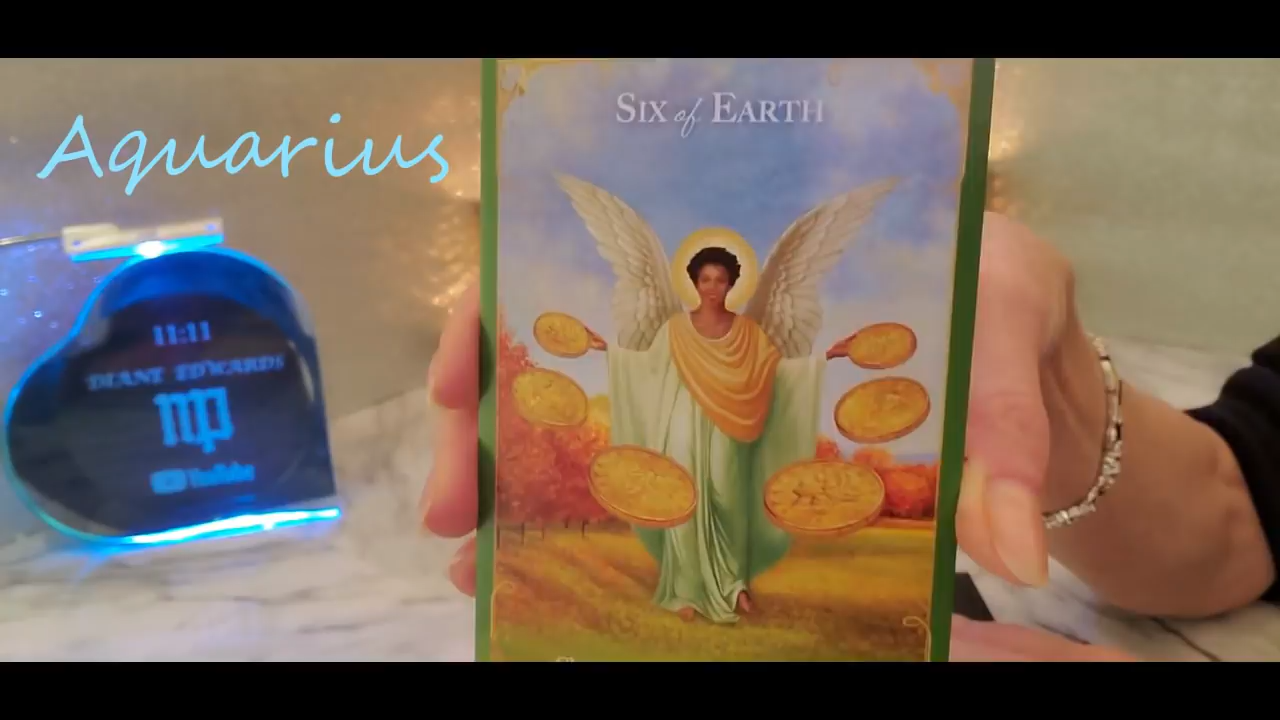 Aquarius
SIX of EARTH
11:11
DIANE EDWARDS
YouTube